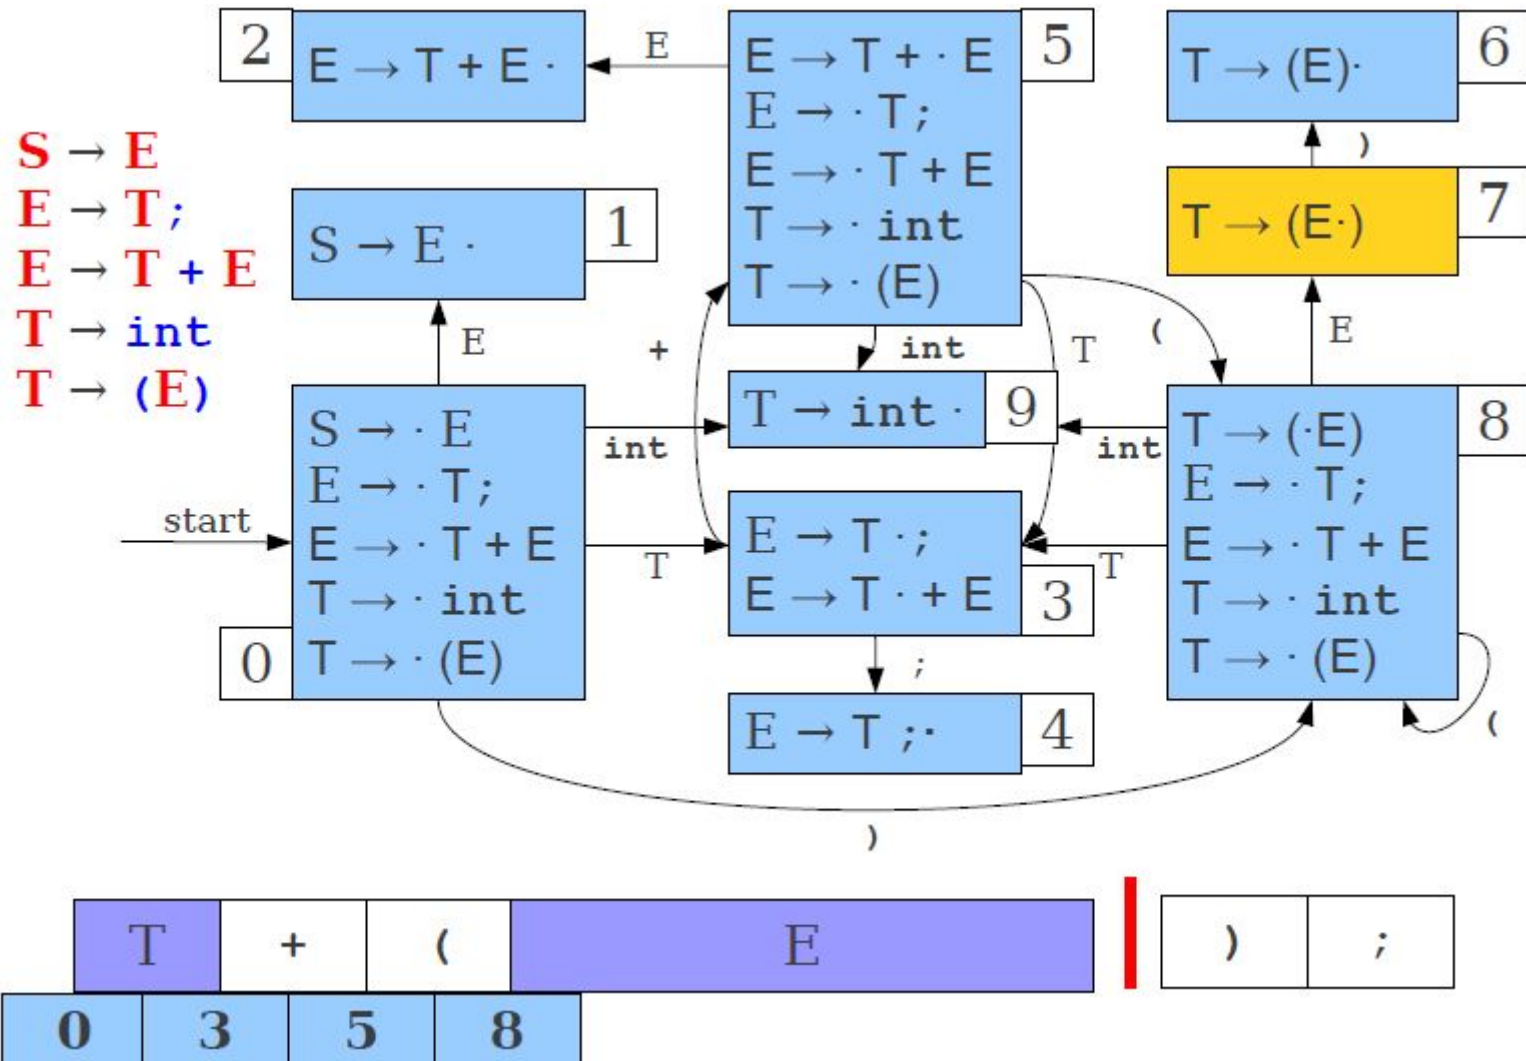 S → E
E → T ;
E → T + E
T → int
T → (E)
2
E → T + E ·
E
E → T + · E
E → · T ;
E → · T + E
T → · int
T → · (E)
5
T → (E)·
6
)
T → (E·)
7
S → E ·
1
E
+
int
T
(
E
T → int ·
9
int
int
start
S → · E
E → · T ;
E → · T + E
T → · int
T → · (E)
0
T
E → T · ;
E → T · + E
3
T
;
E → T ; ·
4
T → (·E)
E → · T ;
E → · T + E
T → · int
T → · (E)
8
(
)
T + ( E ) ;
0 3 5 8